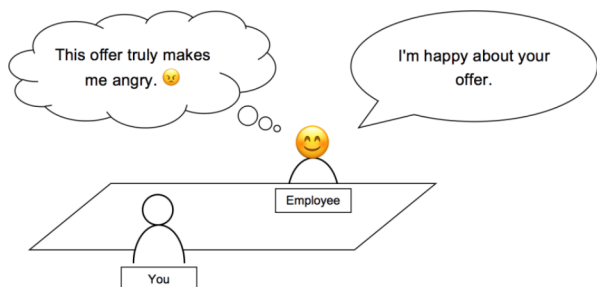 This offer truly makes
me angry. 😠
I'm happy about your
offer.
Employee
You